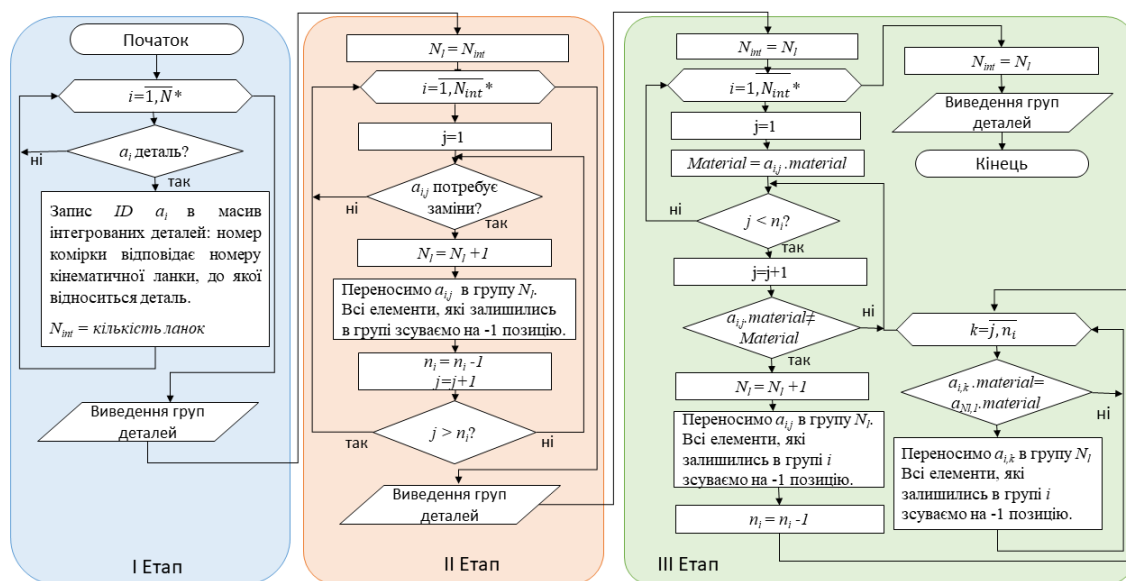 Початок
i=1,N*
a_i деталь?
ні
так
Запис ID a_i в масив
інтегрованих деталей: номер
комірки відповідає номеру
кінематичної ланки, до якої
відноситься деталь.
N_int = кількість ланок
Виведення груп
деталей
I Етап
N_l = N_int
i=1,N_int*
j=1
a_i,j потребує
заміни?
ні
так
N_l = N_l +1
Переносимо a_i,j в групу N_l.
Всі елементи, які залишились
в групі зсуваємо на -1 позицію.
n_i = n_i -1
j=j+1
j > n_i?
так
ні
Виведення груп
деталей
II Етап
N_int = N_l
i=1,N_int*
j=1
Material = a_i,j.material
j < n_i?
ні
так
j=j+1
a_i,j.material≠
Material
ні
так
N_l = N_l +1
Переносимо a_i,j в групу N_l.
Всі елементи, які
залишились в групі i
зсуваємо на -1 позицію.
n_i = n_i -1
k=j,n_i
a_i,k.material=
a_Nl,1.material
ні
Переносимо a_i,k в групу N_l
Всі елементи, які
залишились в групі i
зсуваємо на -1 позицію.
N_int = N_l
Виведення груп
деталей
Кінець
III Етап